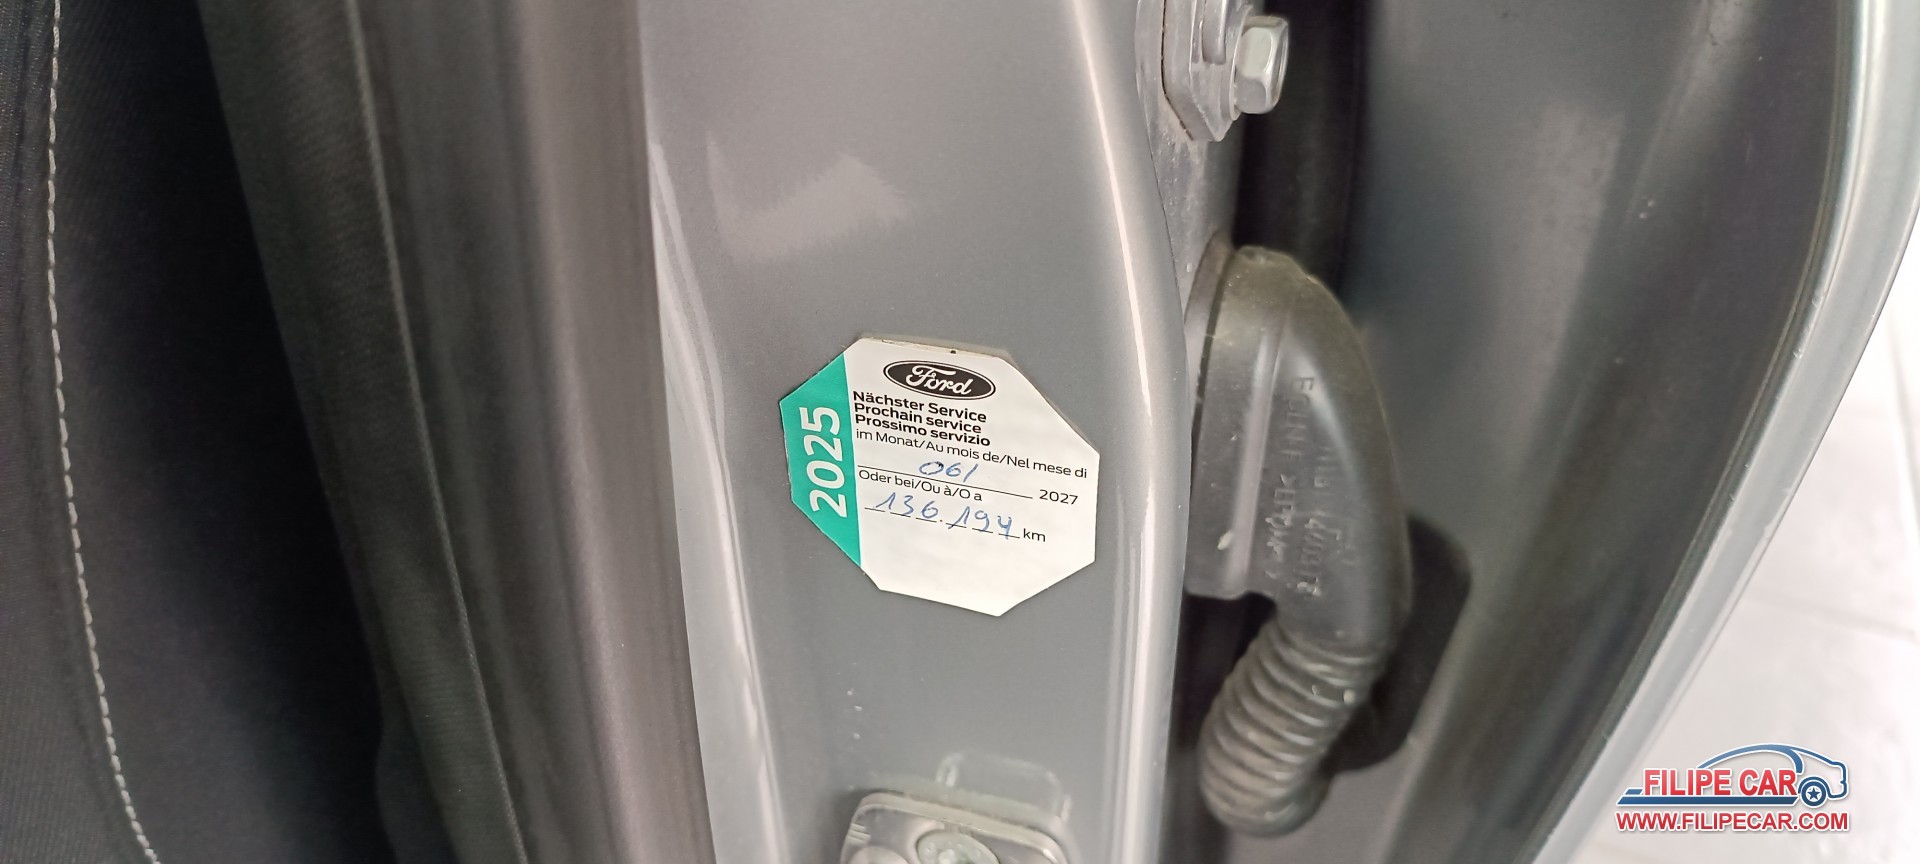 2025
Ford
Nächster Service
Prochain service
Prossimo servizio
im Monat/Au mois de/Nel mese di
06/ 2027
Oder bei/Ou à/O a
136.194 km
FILIPE CAR
WWW.FILIPECAR.COM